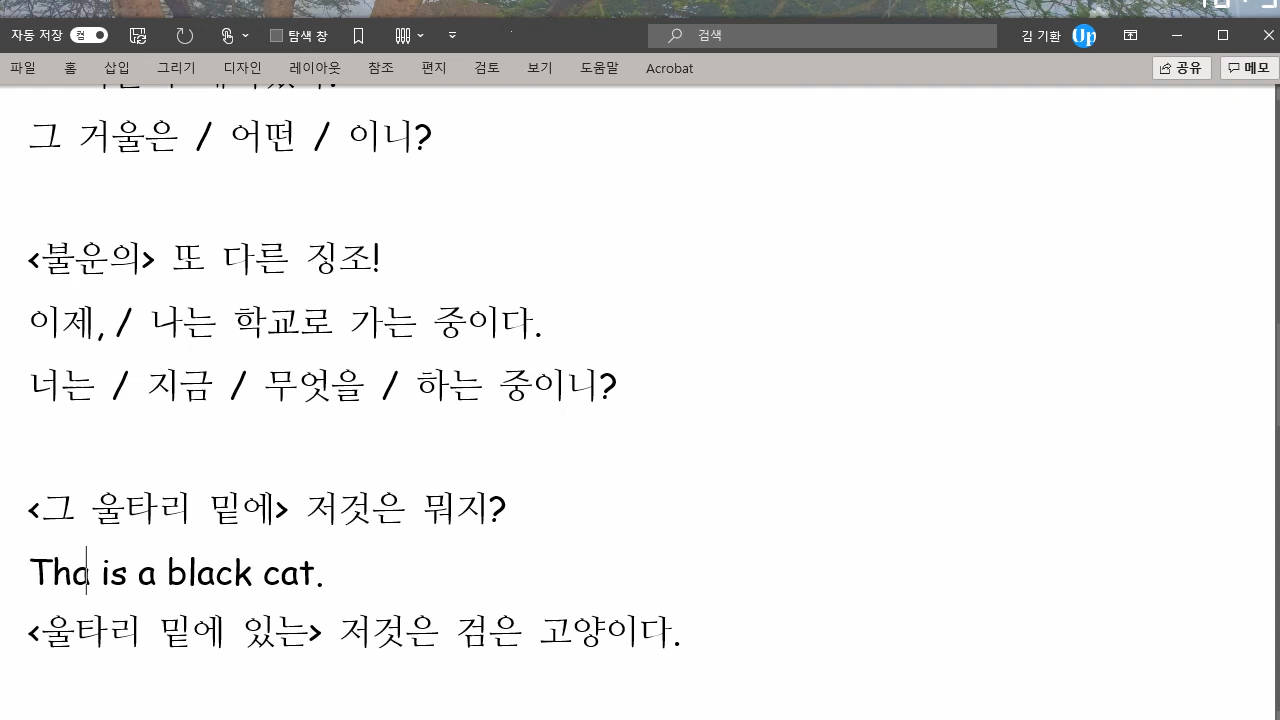 자동 저장 컴 탐색 창 검색 김 기환 Up
파일 홈 삽입 그리기 디자인 레이아웃 참조 편지 검토 보기 도움말 Acrobat 공유 메모
그 거울은 / 어떤 / 이니?
<불운의> 또 다른 징조!
이제, / 나는 학교로 가는 중이다.
너는 / 지금 / 무엇을 / 하는 중이니?
<그 울타리 밑에> 저것은 뭐지?
Tha is a black cat.
<울타리 밑에 있는> 저것은 검은 고양이다.